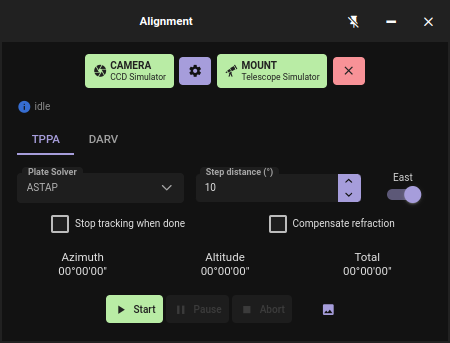 Alignment
CAMERA
CCD Simulator
MOUNT
Telescope Simulator
idle
TPPA
DARV
Plate Solver
ASTAP
Step distance (°)
10
East
Stop tracking when done
Compensate refraction
Azimuth
00°00'00"
Altitude
00°00'00"
Total
00°00'00"
Start
Pause
Abort